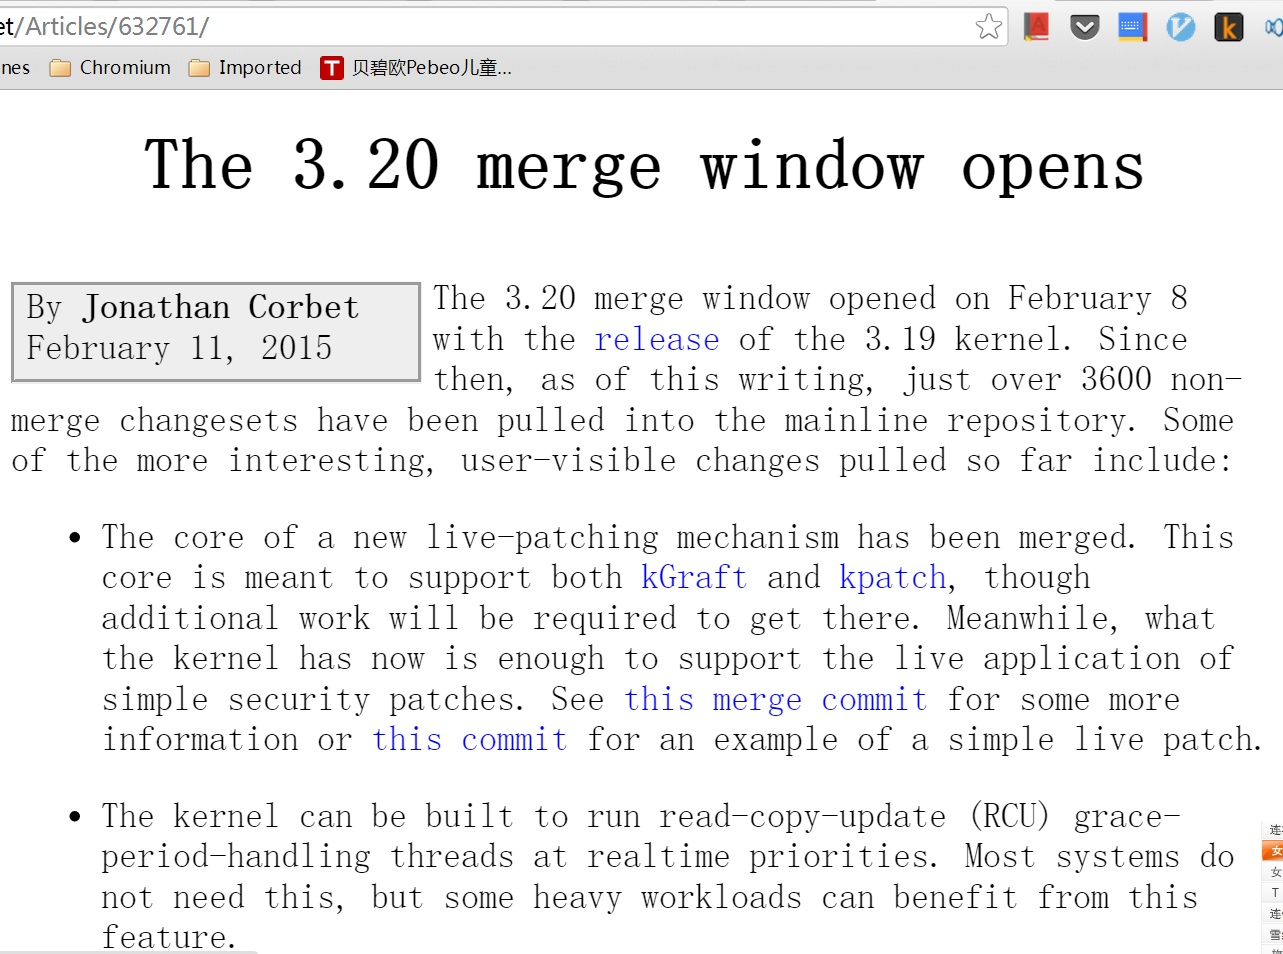 et/Articles/632761/
nes Chromium Imported T 贝碧欧Pebeo儿童...
The 3.20 merge window opens
By Jonathan Corbet
February 11, 2015
The 3.20 merge window opened on February 8
with the release of the 3.19 kernel. Since
then, as of this writing, just over 3600 non-
merge changesets have been pulled into the mainline repository. Some
of the more interesting, user-visible changes pulled so far include:
• The core of a new live-patching mechanism has been merged. This
core is meant to support both kGraft and kpatch, though
additional work will be required to get there. Meanwhile, what
the kernel has now is enough to support the live application of
simple security patches. See this merge commit for some more
information or this commit for an example of a simple live patch.
• The kernel can be built to run read-copy-update (RCU) grace-
period-handling threads at realtime priorities. Most systems do
not need this, but some heavy workloads can benefit from this
feature.
连
女
女
T
连
雪